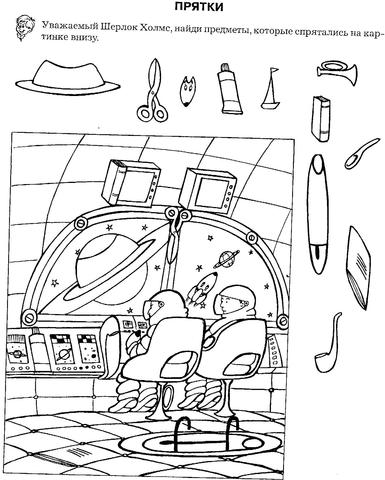 ПРЯТКИ
Уважаемый Шерлок Холмс, найди предметы, которые спрятались на кар-
тинке внизу.